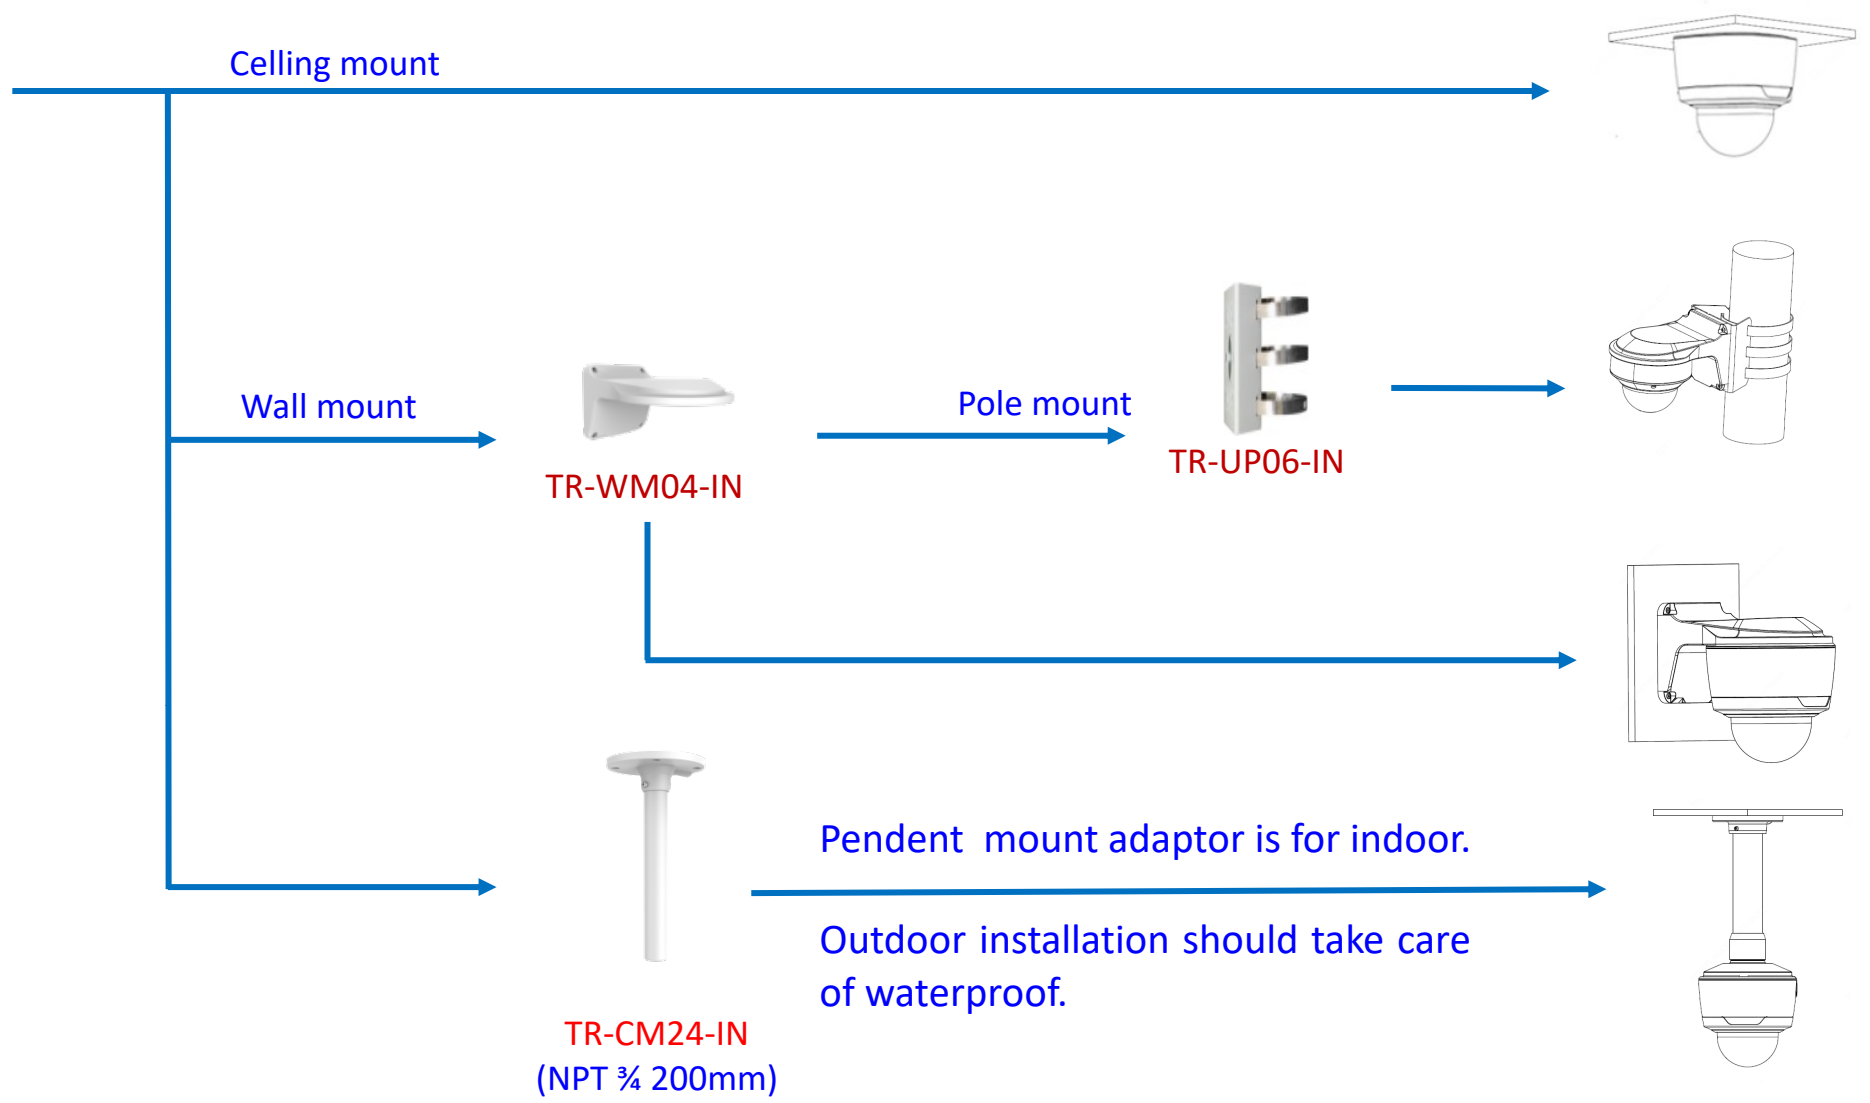 Celling mount
Wall mount
Pole mount
TR-UP06-IN
TR-WM04-IN
Pendent  mount adaptor is for indoor.
Outdoor installation should take care
of waterproof.
TR-CM24-IN
(NPT ¾ 200mm)